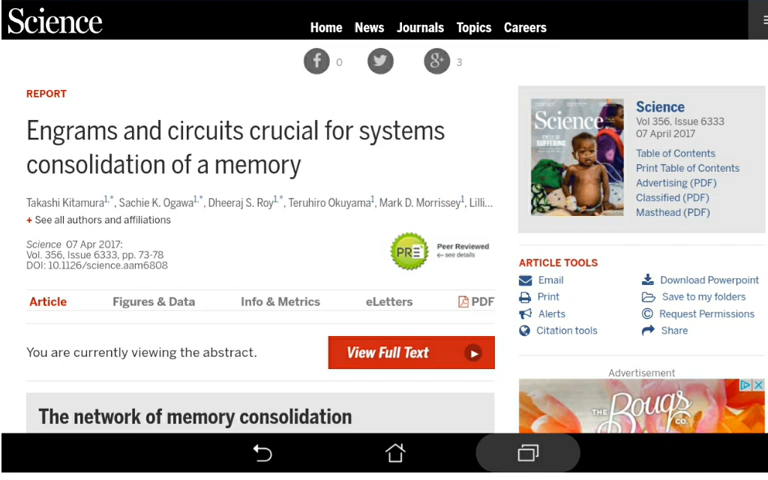 Science
Home News Journals Topics Careers
0
3
REPORT
Engrams and circuits crucial for systems
consolidation of a memory
Takashi Kitamura1,*, Sachie K. Ogawa1,*, Dheeraj S. Roy1,*, Teruhiro Okuyama1, Mark D. Morrissey1, Lilli...
+ See all authors and affiliations
Science 07 Apr 2017:
Vol. 356, Issue 6333, pp. 73-78
DOI: 10.1126/science.aam6808
PRE
Peer Reviewed
← see details
Article Figures & Data Info & Metrics eLetters PDF
You are currently viewing the abstract.
View Full Text
The network of memory consolidation
Science
SUFFERING
Science
Vol 356, Issue 6333
07 April 2017
Table of Contents
Print Table of Contents
Advertising (PDF)
Classified (PDF)
Masthead (PDF)
ARTICLE TOOLS
Email
Download Powerpoint
Print
Save to my folders
Alerts
Request Permissions
Citation tools
Share
Advertisement
THE Bouqs CO.